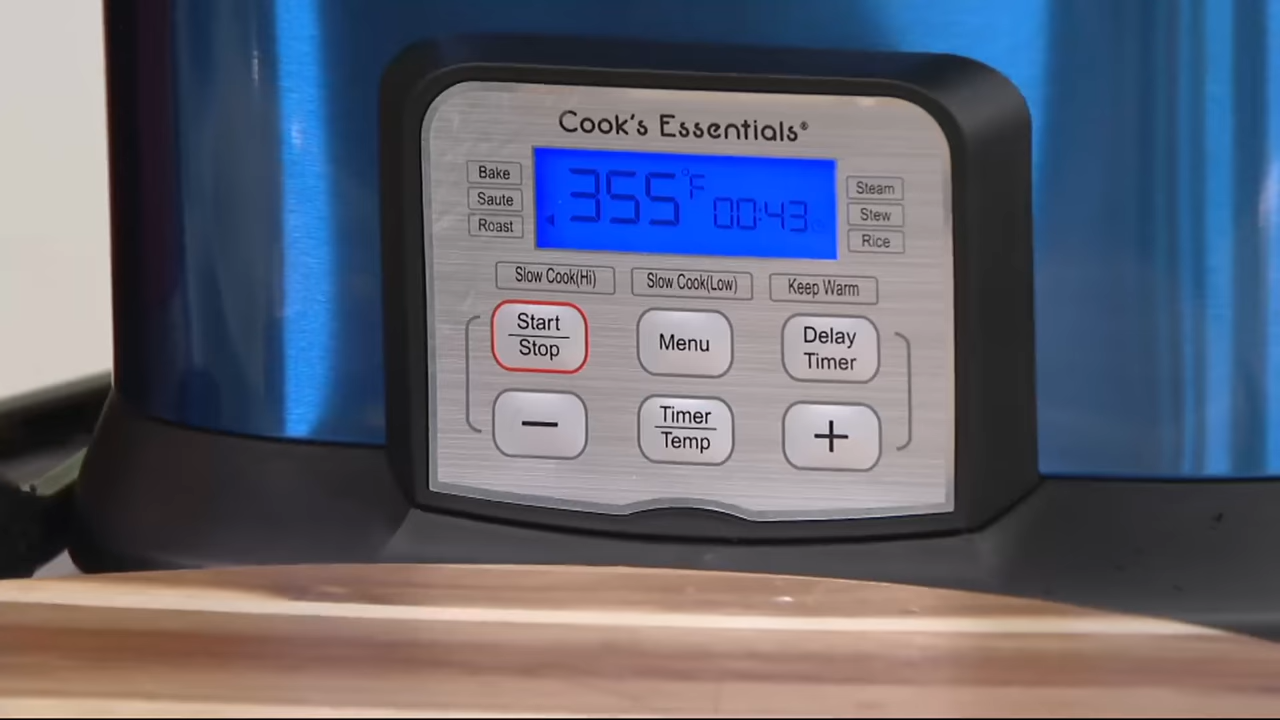 Cook's Essentials®
Bake
Saute
Roast
355°F 00:43
Steam
Stew
Rice
Slow Cook(Hi) Slow Cook(Low) Keep Warm
Start
Stop
Menu
Delay
Timer
−
Timer
Temp
+